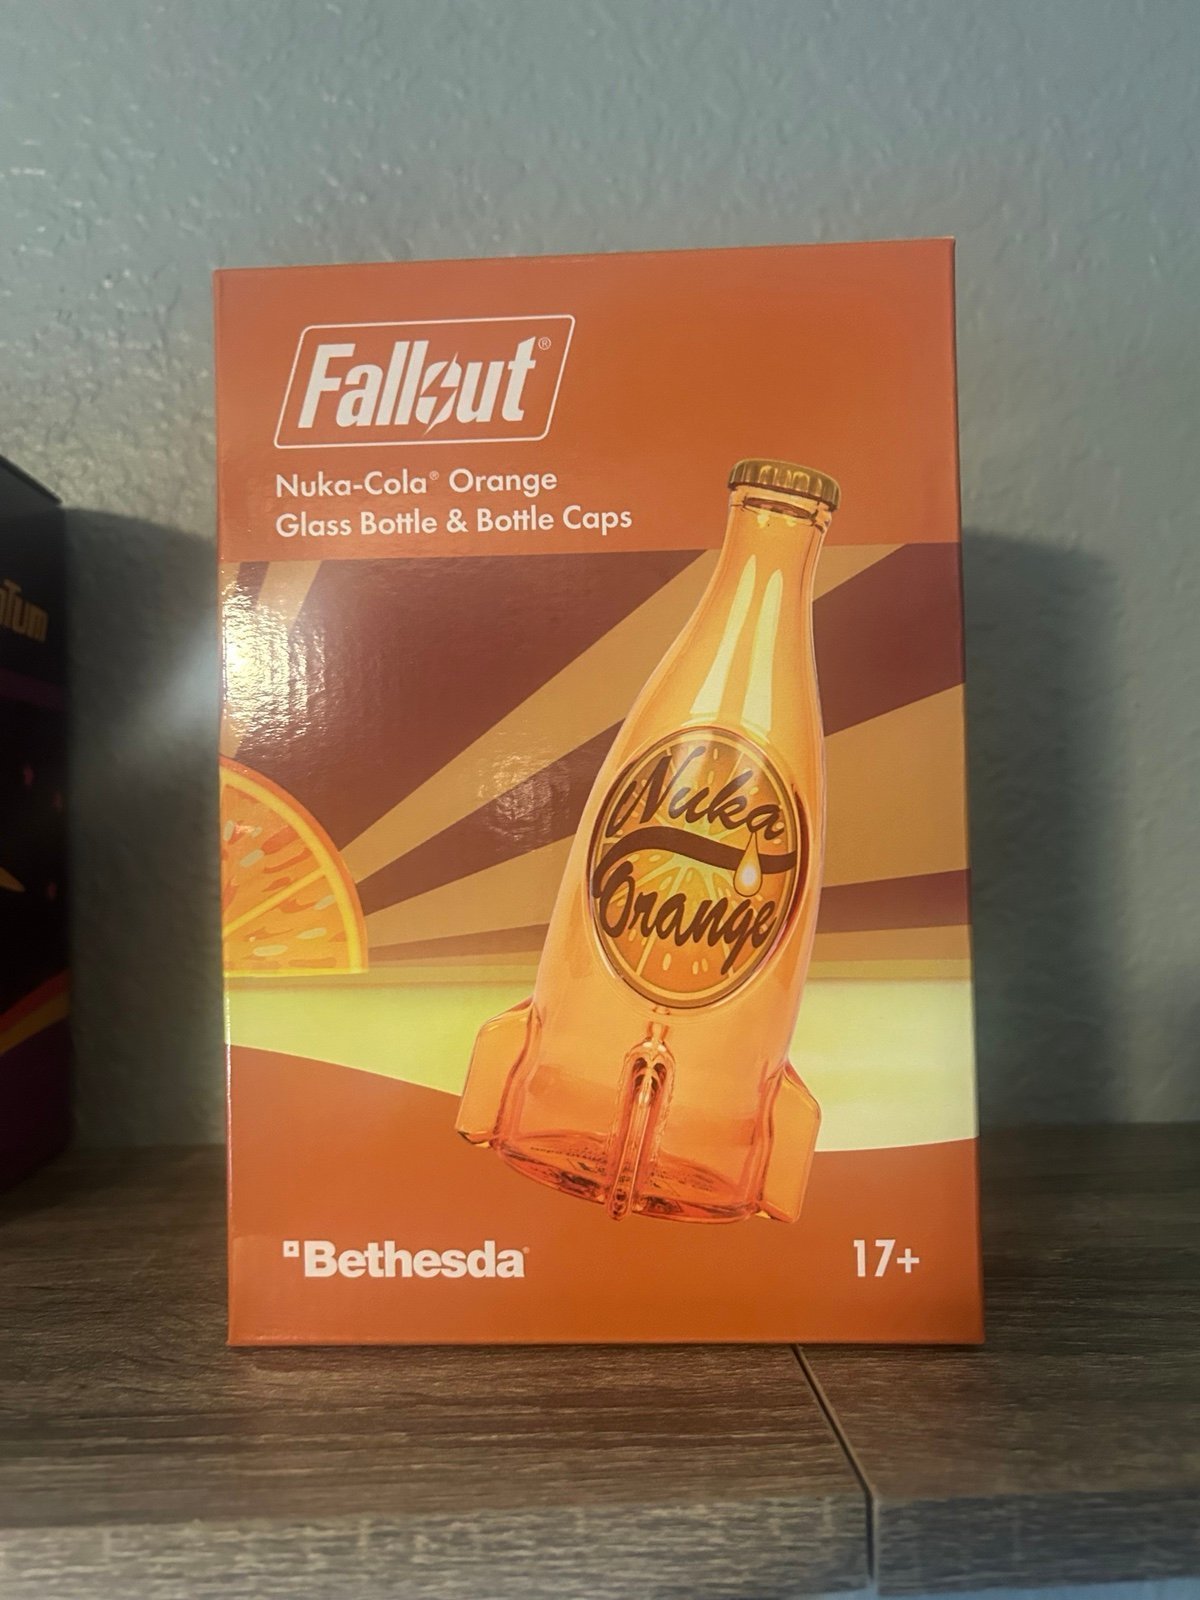 Fallout®
Nuka-Cola® Orange
Glass Bottle & Bottle Caps
Nuka
Orange
Bethesda
17+